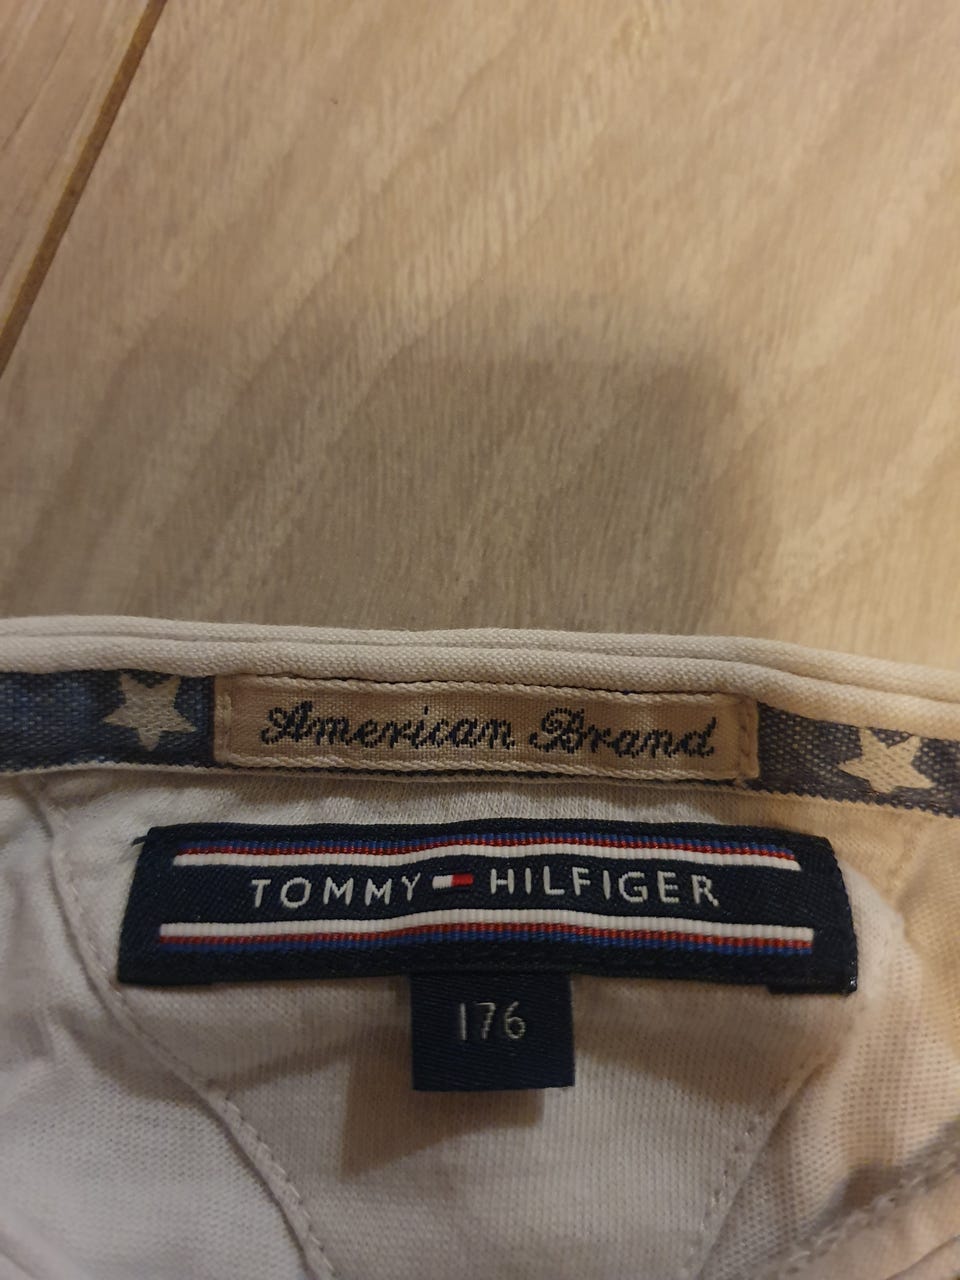 American Brand
TOMMY HILFIGER
176